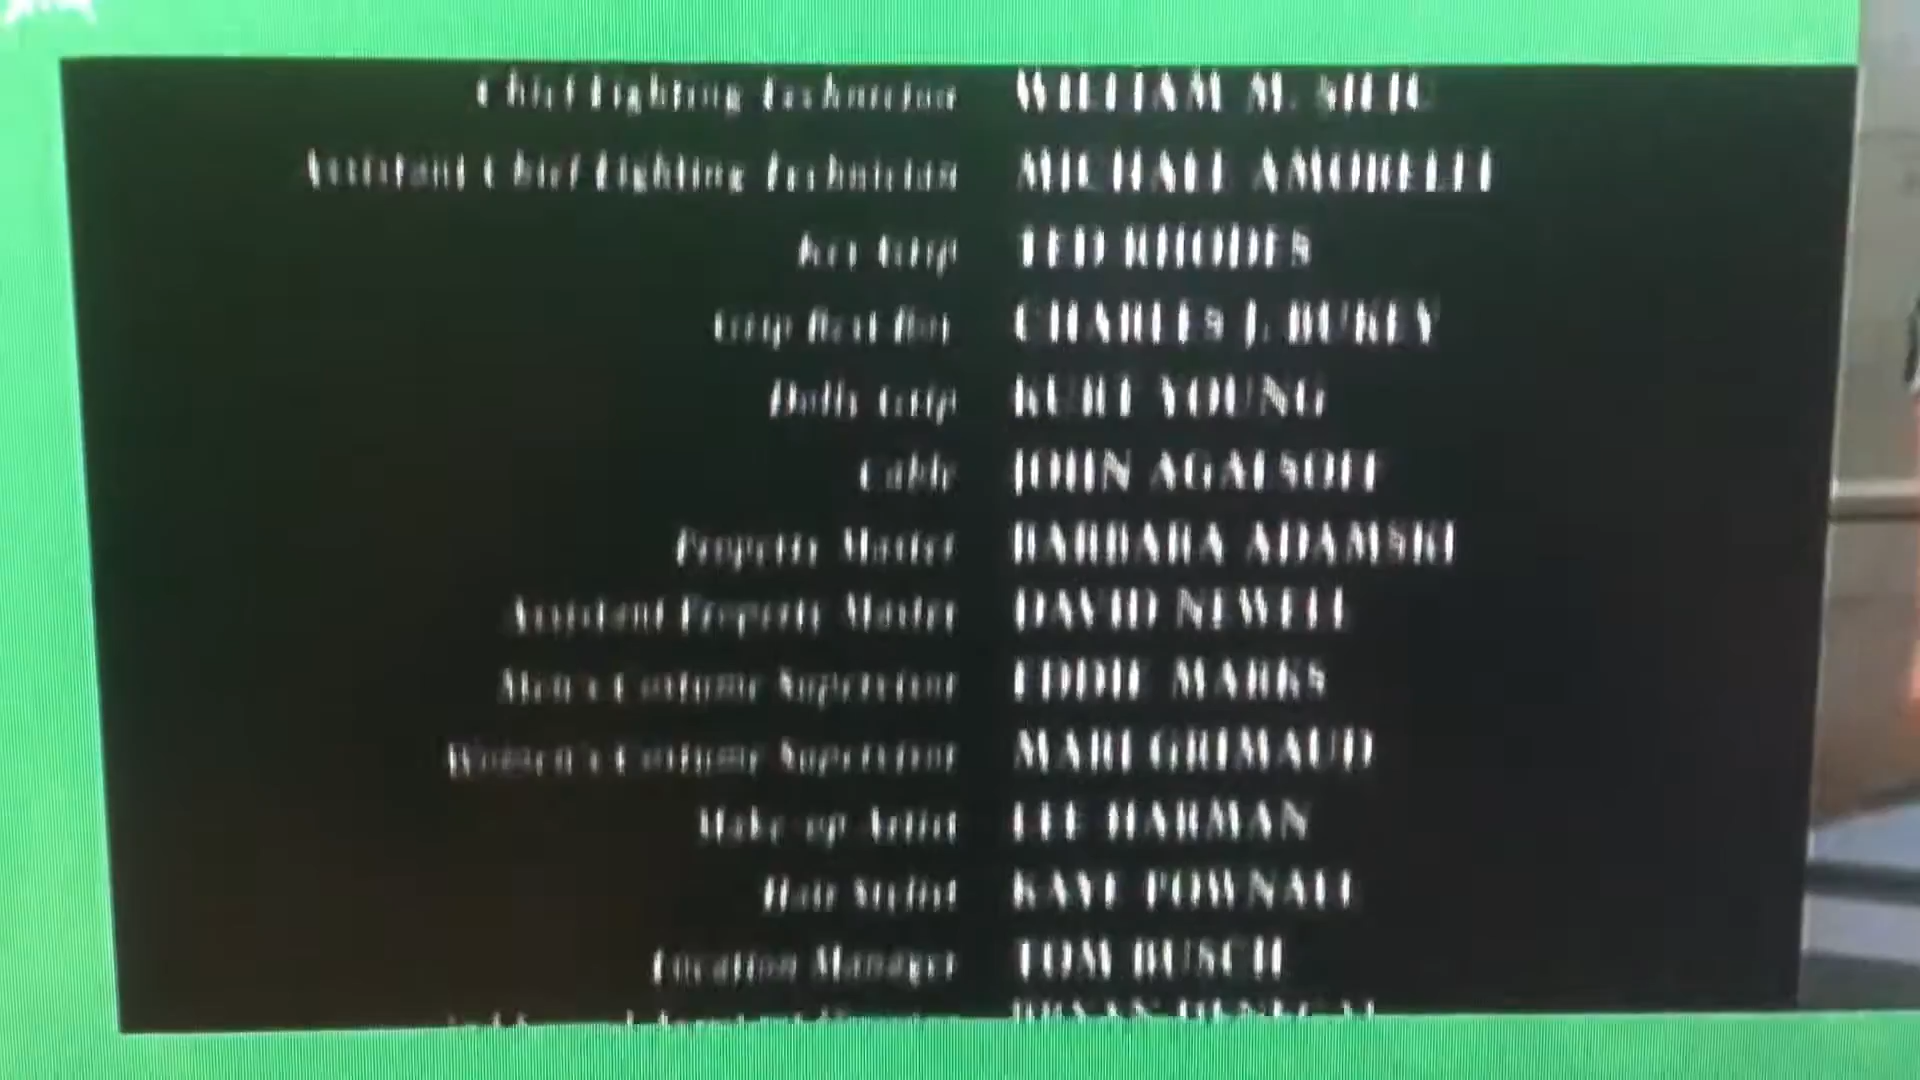 Chief Lighting Technician WILLIAM M.
Assistant Chief Lighting Technician MICHAEL AMORELLI
Key Grip TED RHODES
Grip Best Boy CHARLES J. BUKEY
Dolly Grip KURT YOUNG
Cable JOHN AGALSOFF
Property Master BARBARA ADAMSKI
Assistant Property Master DAVID NEWELL
Men's Costume Supervisor EDDIE MARKS
Women's Costume Supervisor MARI GRIMAUD
Make-up Artist LEE HARMAN
Hair Stylist KAYE POWNALL
Location Manager TOM BUSCH